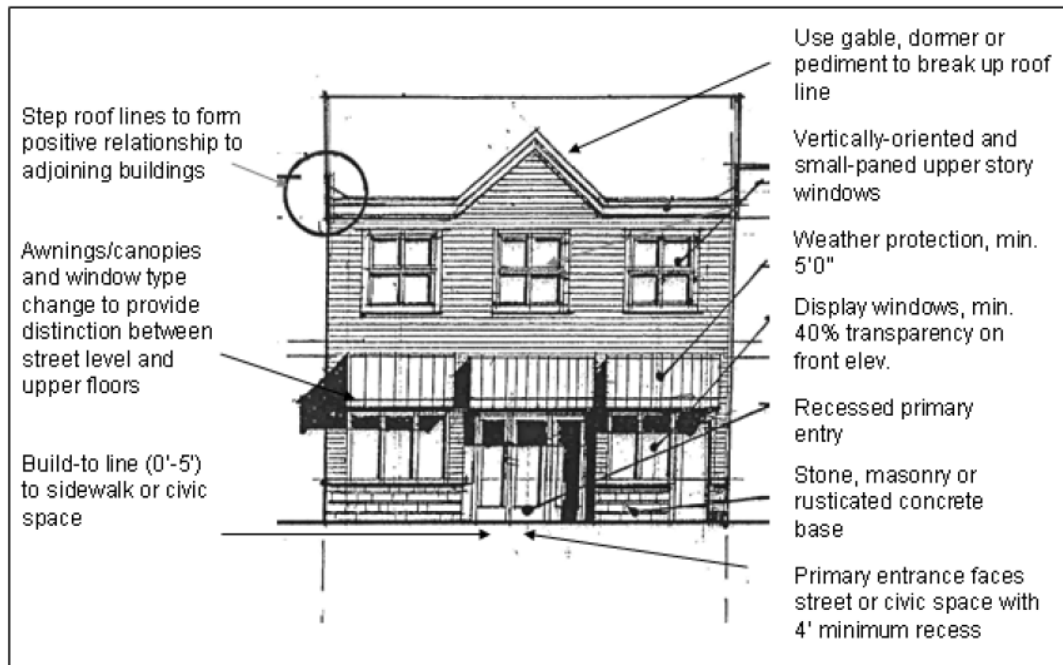 Step roof lines to form
positive relationship to
adjoining buildings
Awnings/canopies
and window type
change to provide
distinction between
street level and
upper floors
Build-to line (0'-5')
to sidewalk or civic
space
Use gable, dormer or
pediment to break up roof
line
Vertically-oriented and
small-paned upper story
windows
Weather protection, min.
5'0"
Display windows, min.
40% transparency on
front elev.
Recessed primary
entry
Stone, masonry or
rusticated concrete
base
Primary entrance faces
street or civic space with
4' minimum recess